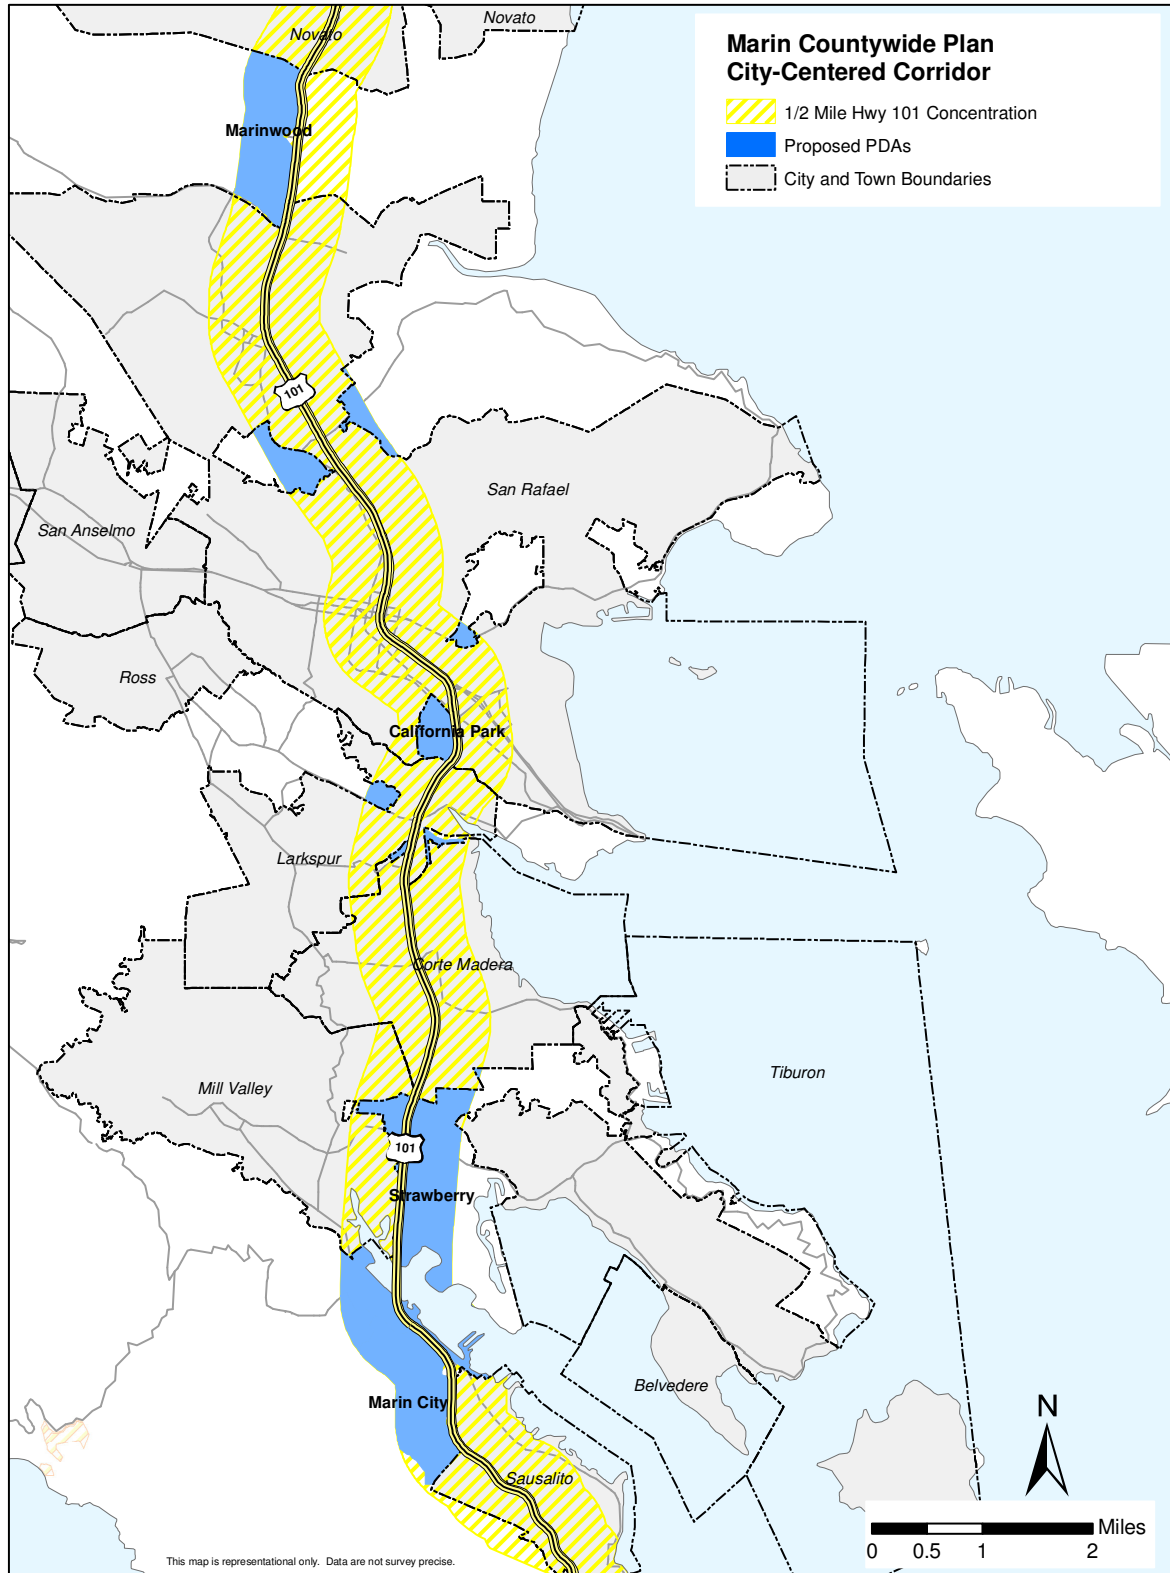 Novato
Novato
Marin Countywide Plan
City-Centered Corridor
1/2 Mile Hwy 101 Concentration
Proposed PDAs
City and Town Boundaries
Marinwood
101
San Rafael
San Anselmo
Ross
California Park
Larkspur
Corte Madera
Tiburon
Mill Valley
101
Strawberry
Belvedere
Marin City
N
Sausalito
Miles
0 0.5 1 2
This map is representational only. Data are not survey precise.